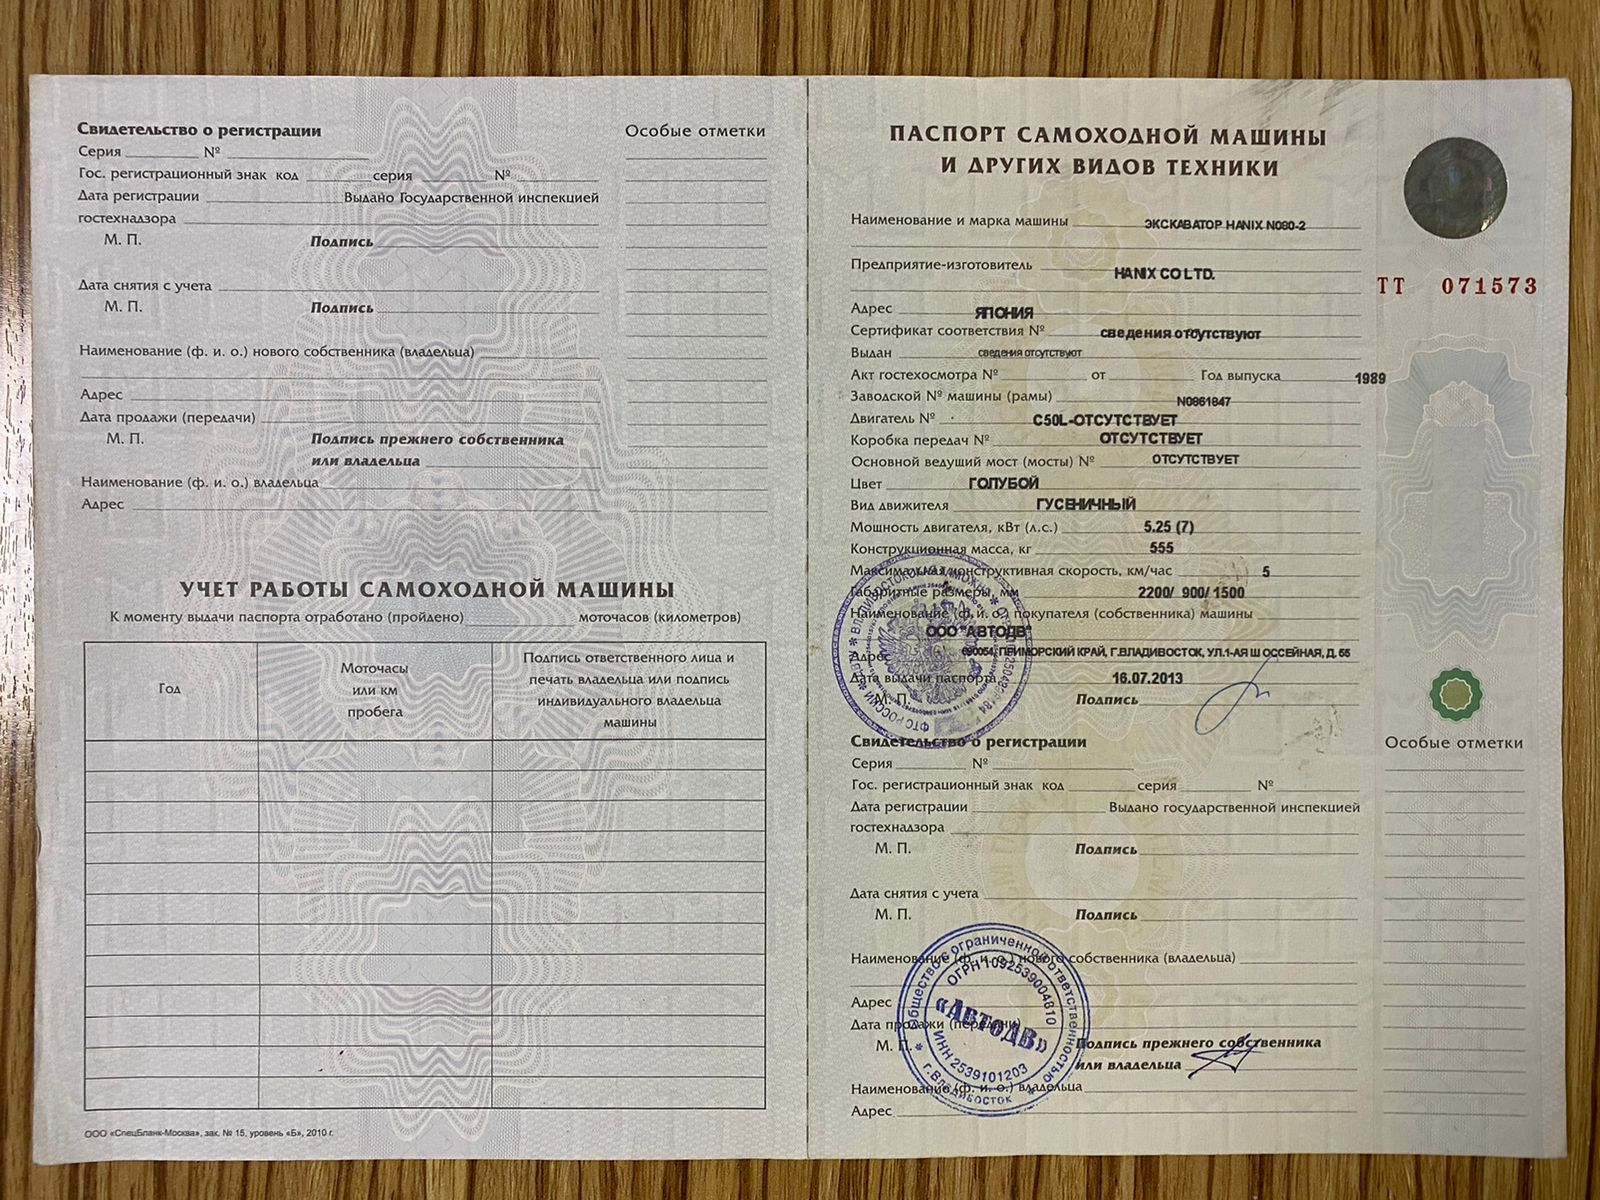 Свидетельство о регистрации
Особые отметки
Серия № 
Гос. регистрационный знак код серия №
Дата регистрации Выдано Государственной инспекцией
гостехнадзора
М. П. Подпись
Дата снятия с учета
М. П. Подпись
Наименование (ф. и. о.) нового собственника (владельца)
Адрес
Дата продажи (передачи)
М. П. Подпись прежнего собственника
или владельца
Наименование (ф. и. о.) владельца
Адрес
УЧЕТ РАБОТЫ САМОХОДНОЙ МАШИНЫ
К моменту выдачи паспорта отработано (пройдено) моточасов (километров)
Год
Моточасы
или км
пробега
Подпись ответственного лица и
печать владельца или подпись
индивидуального владельца
машины
ООО «СпецБланк-Москва», зак. № 15, уровень «Б», 2010 г.
ПАСПОРТ САМОХОДНОЙ МАШИНЫ
И ДРУГИХ ВИДОВ ТЕХНИКИ
Наименование и марка машины ЭКСКАВАТОР HANIX N080-2
Предприятие-изготовитель HANIX CO LTD.
ТТ 071573
Адрес ЯПОНИЯ
Сертификат соответствия № сведения отсутствуют
Выдан сведения отсутствуют
Акт гостехосмотра № от Год выпуска 1989
Заводской № машины (рамы) N0861847
Двигатель № C50L-ОТСУТСТВУЕТ
Коробка передач № ОТСУТСТВУЕТ
Основной ведущий мост (мосты) № ОТСУТСТВУЕТ
Цвет ГОЛУБОЙ
Вид движителя ГУСЕНИЧНЫЙ
Мощность двигателя, кВт (л.с.) 5.25 (7)
Конструкционная масса, кг 555
Максимальная конструктивная скорость, км/час 5
Габаритные размеры, мм 2200/ 900/ 1500
Наименование (ф. и. о.) покупателя (собственника) машины
ООО "АВТОДВ"
Адрес 690054, ПРИМОРСКИЙ КРАЙ, Г.ВЛАДИВОСТОК, УЛ.1-АЯ Ш ОССЕЙНАЯ, Д. 55
Дата выдачи паспорта 16.07.2013
М. П. Подпись
ФТС РОССИИ ВЛАДИВОСТОКСКАЯ ТАМОЖНЯ
Свидетельство о регистрации
Особые отметки
Серия №
Гос. регистрационный знак код серия №
Дата регистрации Выдано государственной инспекцией
гостехнадзора
М. П. Подпись
Дата снятия с учета
М. П. Подпись
Наименование (ф. и. о.) нового собственника (владельца)
Адрес
Дата продажи (передачи)
М. П. Подпись прежнего собственника
или владельца
Наименование (ф. и. о.) владельца
Адрес
Общество с ограниченной ответственностью
ОГРН 1092539004810
«АВТОДВ»
ИНН 2539101203
г.Владивосток